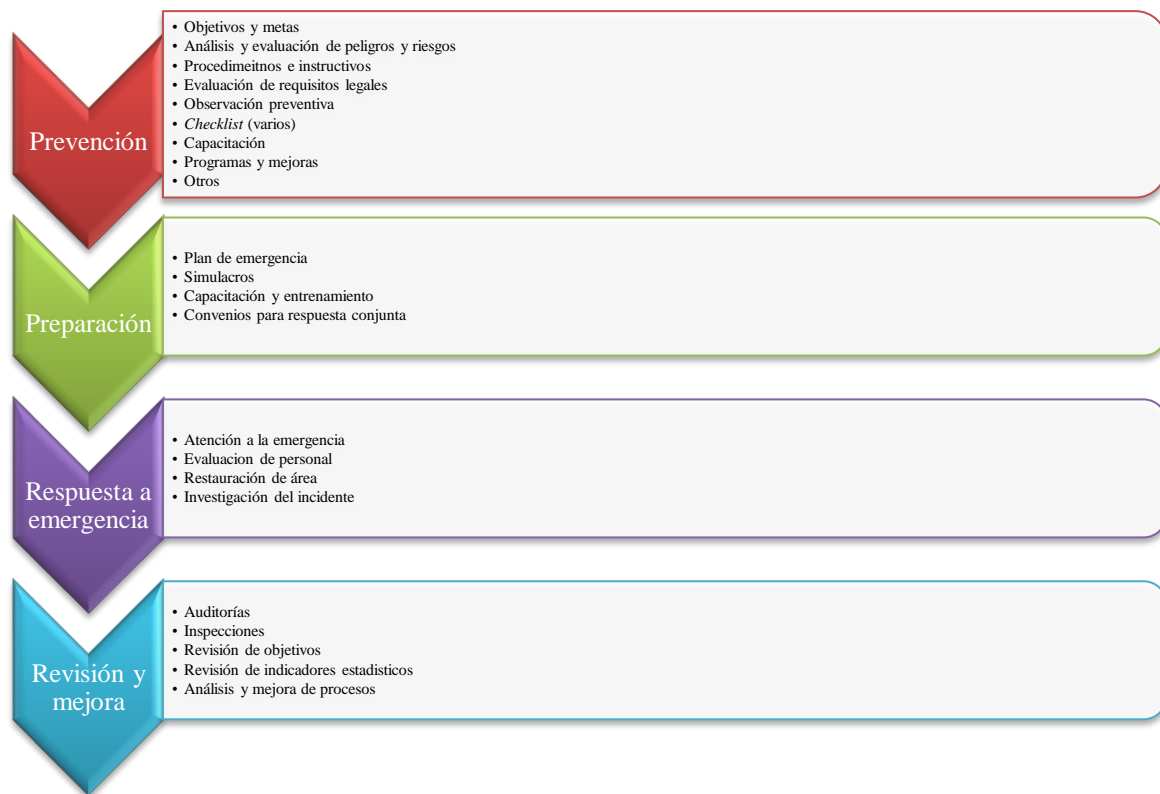 Prevención
• Objetivos y metas
• Análisis y evaluación de peligros y riesgos
• Procedimeitnos e instructivos
• Evaluación de requisitos legales
• Observación preventiva
• Checklist (varios)
• Capacitación
• Programas y mejoras
• Otros
Preparación
• Plan de emergencia
• Simulacros
• Capacitación y entrenamiento
• Convenios para respuesta conjunta
Respuesta a
emergencia
• Atención a la emergencia
• Evaluacion de personal
• Restauración de área
• Investigación del incidente
Revisión y
mejora
• Auditorías
• Inspecciones
• Revisión de objetivos
• Revisión de indicadores estadisticos
• Análisis y mejora de procesos